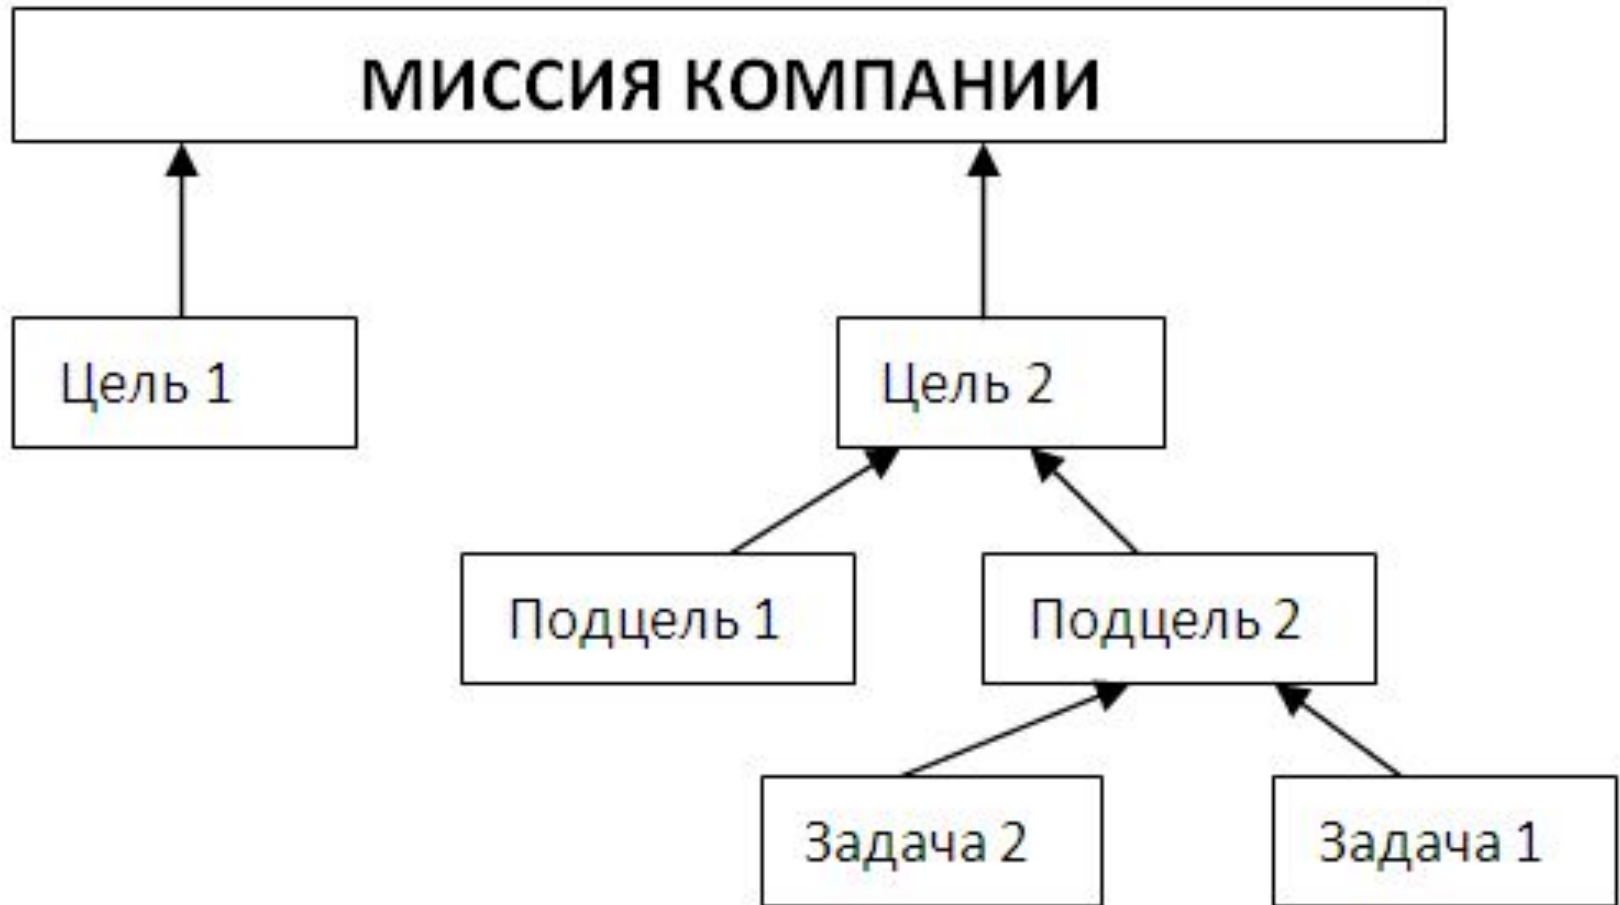 МИССИЯ КОМПАНИИ
Цель 1
Цель 2
Подцель 1
Подцель 2
Задача 2
Задача 1